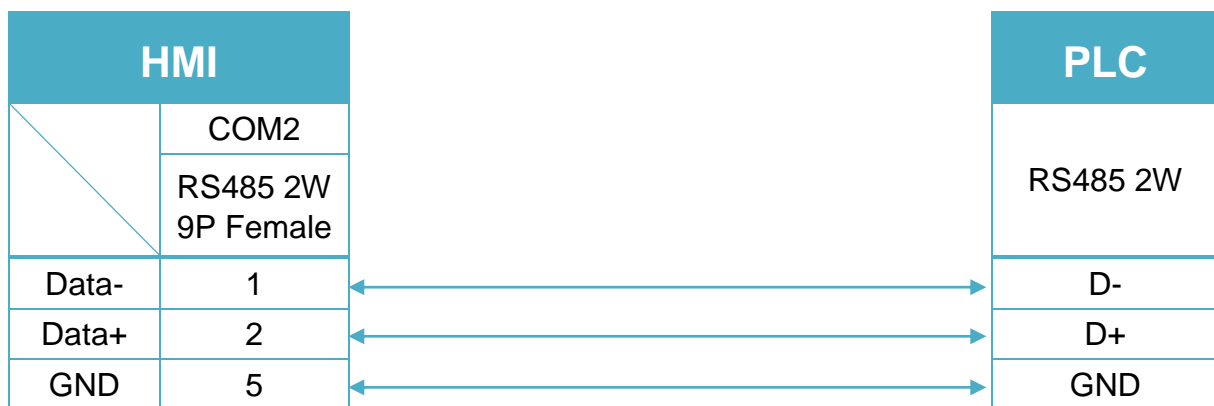 HMI
PLC
COM2
RS485 2W
9P Female
RS485 2W
Data- 1 D-
Data+ 2 D+
GND 5 GND